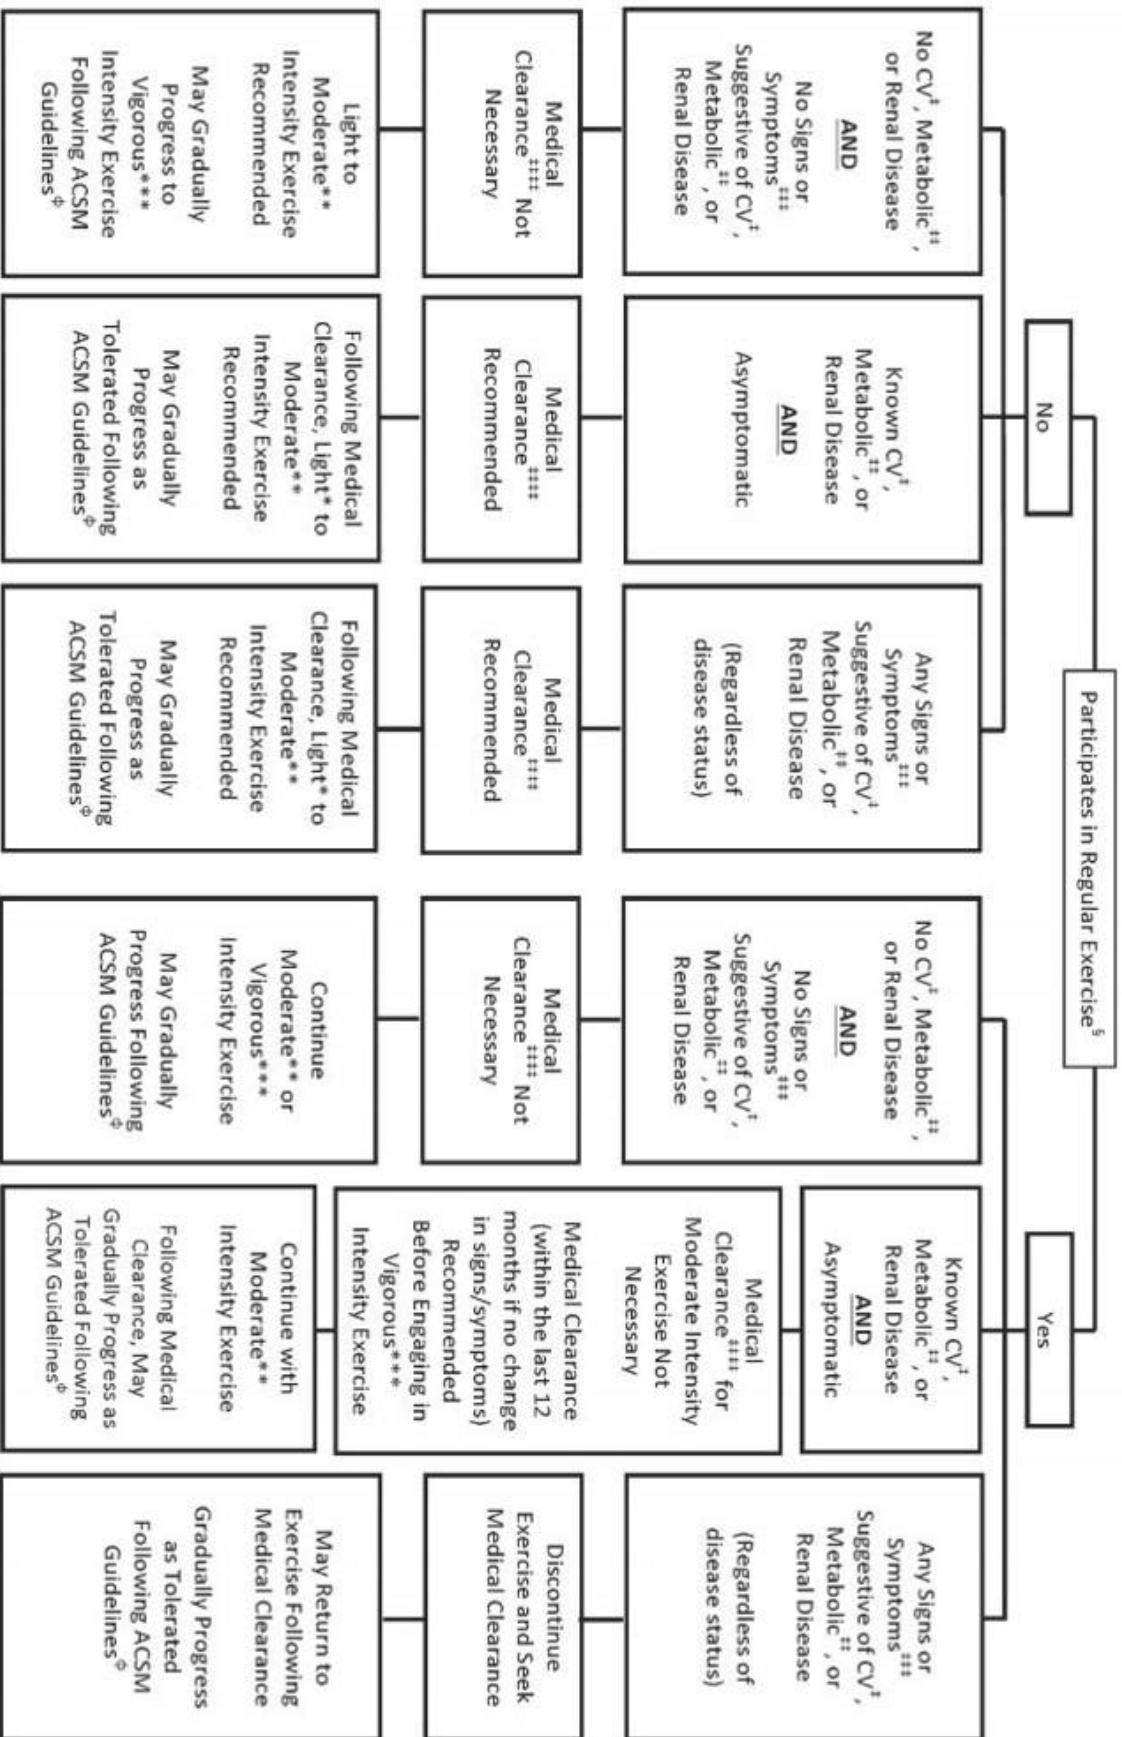 Participates in Regular Exercise§
No
Yes
No CV‡, Metabolic‡‡,
or Renal Disease
AND
No Signs or
Symptoms‡‡‡
Suggestive of CV‡,
Metabolic‡‡, or
Renal Disease
Medical
Clearance‡‡‡‡ Not
Necessary
Light to
Moderate**
Intensity Exercise
Recommended
May Gradually
Progress to
Vigorous***
Intensity Exercise
Following ACSM
Guidelinesᶲ
Known CV‡,
Metabolic‡‡, or
Renal Disease
AND
Asymptomatic
Medical
Clearance‡‡‡‡
Recommended
Following Medical
Clearance, Light* to
Moderate**
Intensity Exercise
Recommended
May Gradually
Progress as
Tolerated Following
ACSM Guidelinesᶲ
Any Signs or
Symptoms‡‡‡
Suggestive of CV‡,
Metabolic‡‡, or
Renal Disease
(Regardless of
disease status)
Medical
Clearance‡‡‡‡
Recommended
Following Medical
Clearance, Light* to
Moderate**
Intensity Exercise
Recommended
May Gradually
Progress as
Tolerated Following
ACSM Guidelinesᶲ
No CV‡, Metabolic‡‡,
or Renal Disease
AND
No Signs or
Symptoms‡‡‡
Suggestive of CV‡,
Metabolic‡‡, or
Renal Disease
Medical
Clearance‡‡‡‡ Not
Necessary
Continue
Moderate** or
Vigorous***
Intensity Exercise
May Gradually
Progress Following
ACSM Guidelinesᶲ
Known CV‡,
Metabolic‡‡, or
Renal Disease
AND
Asymptomatic
Medical
Clearance‡‡‡‡ for
Moderate Intensity
Exercise Not
Necessary
Medical Clearance
(within the last 12
months if no change
in signs/symptoms)
Recommended
Before Engaging in
Vigorous***
Intensity Exercise
Continue with
Moderate**
Intensity Exercise
Following Medical
Clearance, May
Gradually Progress as
Tolerated Following
ACSM Guidelinesᶲ
Any Signs or
Symptoms‡‡‡
Suggestive of CV‡,
Metabolic‡‡, or
Renal Disease
(Regardless of
disease status)
Discontinue
Exercise and Seek
Medical Clearance
May Return to
Exercise Following
Medical Clearance
Gradually Progress
as Tolerated
Following ACSM
Guidelinesᶲ